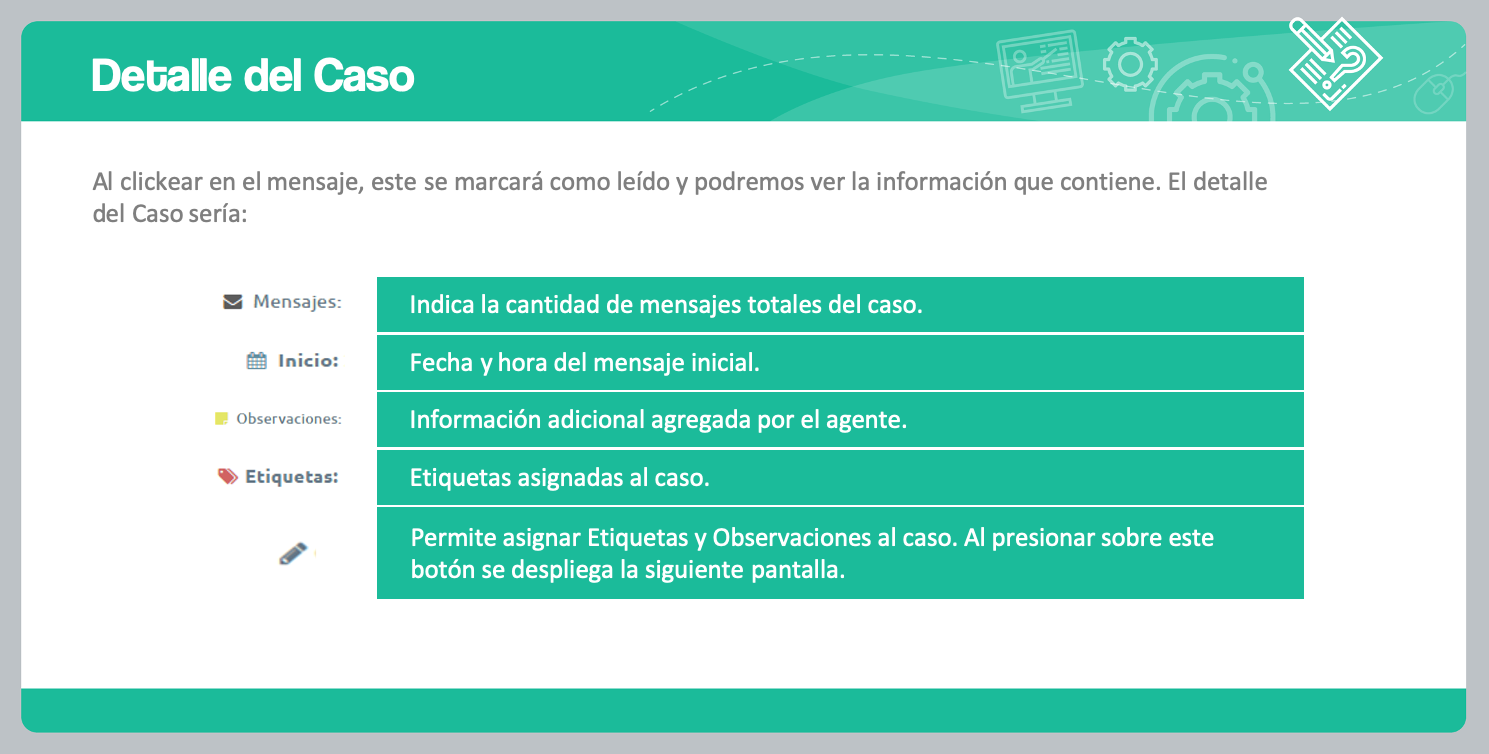 Detalle del Caso
Al clickear en el mensaje, este se marcará como leído y podremos ver la información que contiene. El detalle
del Caso sería:
Mensajes:
Indica la cantidad de mensajes totales del caso.
Inicio:
Fecha y hora del mensaje inicial.
Observaciones:
Información adicional agregada por el agente.
Etiquetas:
Etiquetas asignadas al caso.
Permite asignar Etiquetas y Observaciones al caso. Al presionar sobre este
botón se despliega la siguiente pantalla.